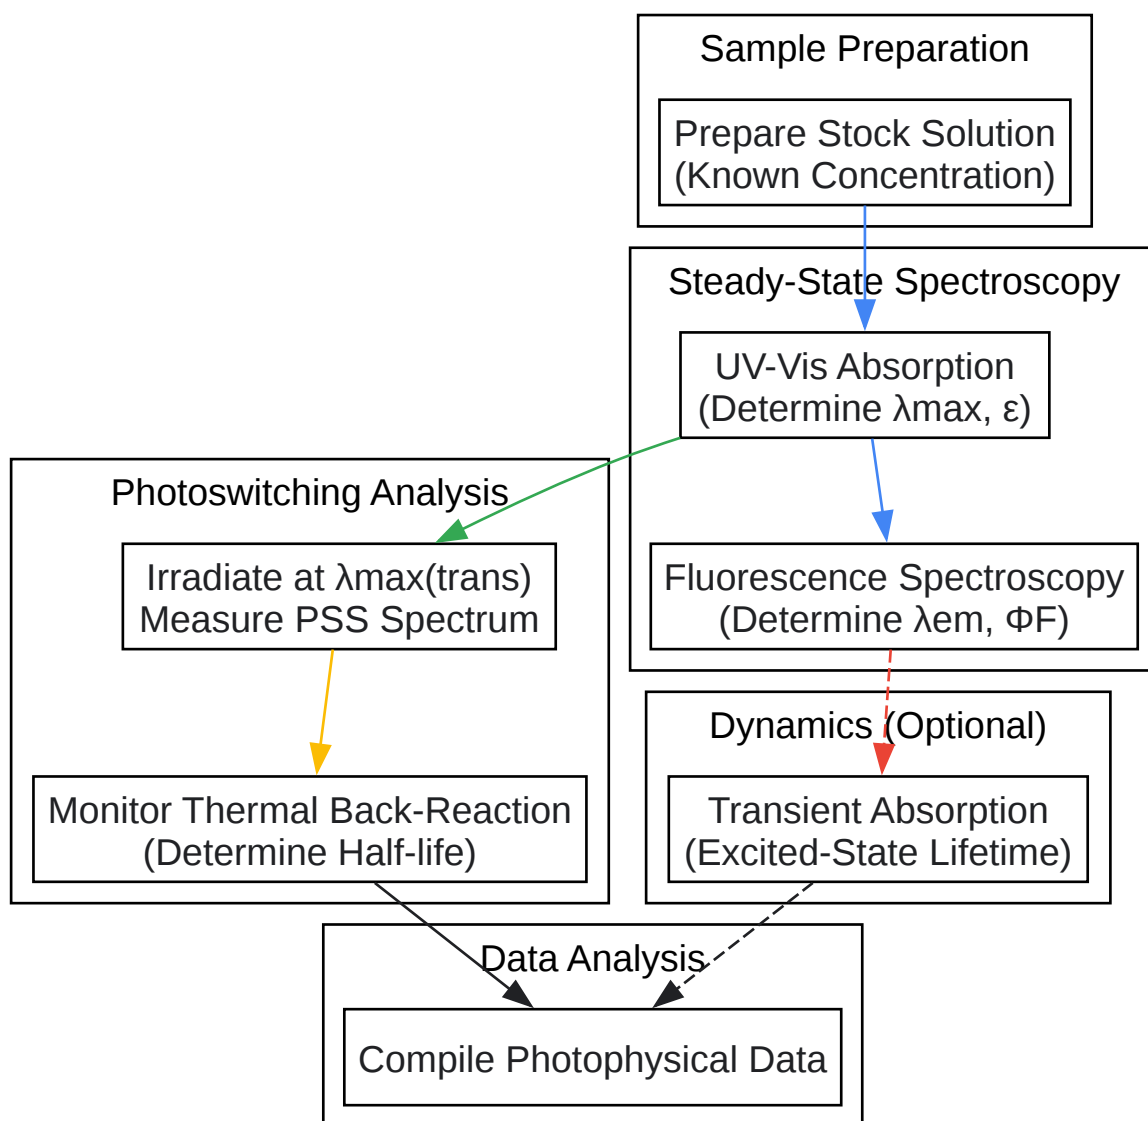 Sample Preparation
Prepare Stock Solution
(Known Concentration)
Steady-State Spectroscopy
UV-Vis Absorption
(Determine λmax, ε)
Photoswitching Analysis
Irradiate at λmax(trans)
Measure PSS Spectrum
Fluorescence Spectroscopy
(Determine λem, ΦF)
Dynamics (Optional)
Monitor Thermal Back-Reaction
(Determine Half-life)
Transient Absorption
(Excited-State Lifetime)
Data Analysis
Compile Photophysical Data